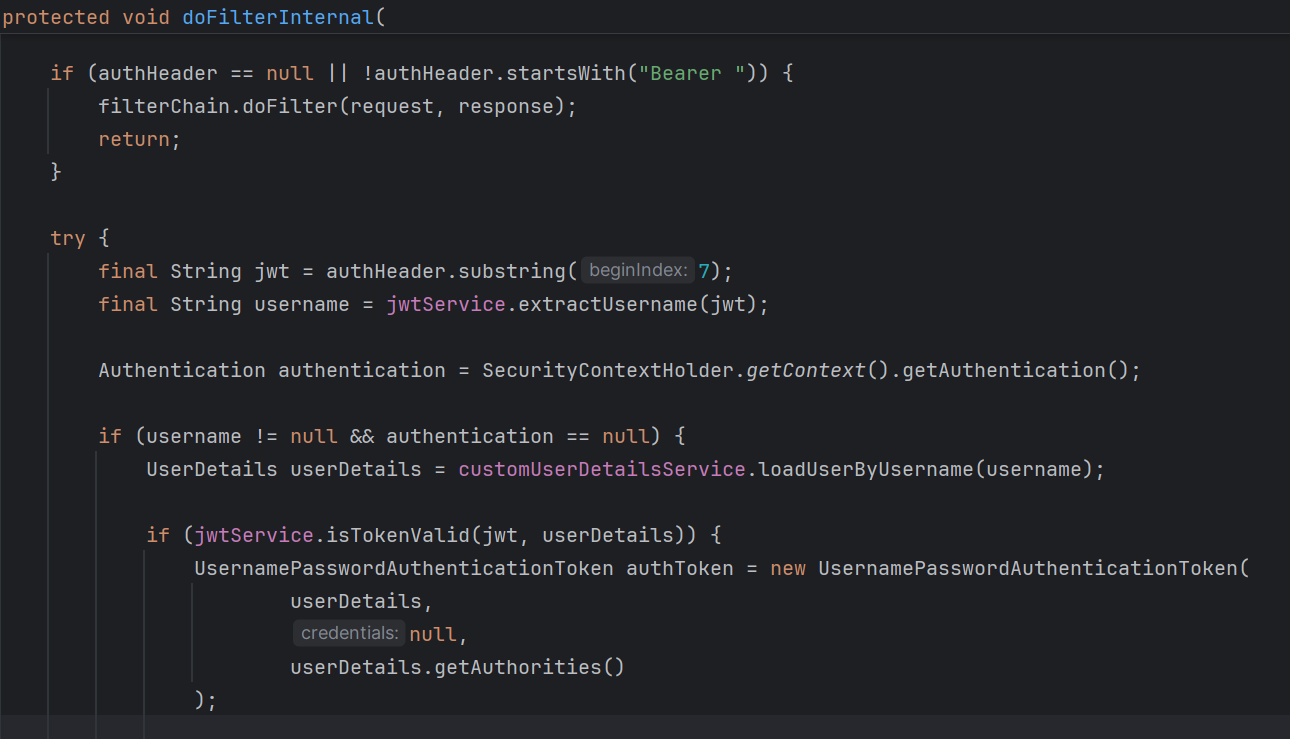 protected void doFilterInternal(
if (authHeader == null || !authHeader.startsWith("Bearer ")) {
filterChain.doFilter(request, response);
return;
}
try {
final String jwt = authHeader.substring( beginIndex: 7);
final String username = jwtService.extractUsername(jwt);
Authentication authentication = SecurityContextHolder.getContext().getAuthentication();
if (username != null && authentication == null) {
UserDetails userDetails = customUserDetailsService.loadUserByUsername(username);
if (jwtService.isTokenValid(jwt, userDetails)) {
UsernamePasswordAuthenticationToken authToken = new UsernamePasswordAuthenticationToken(
userDetails,
credentials: null,
userDetails.getAuthorities()
);